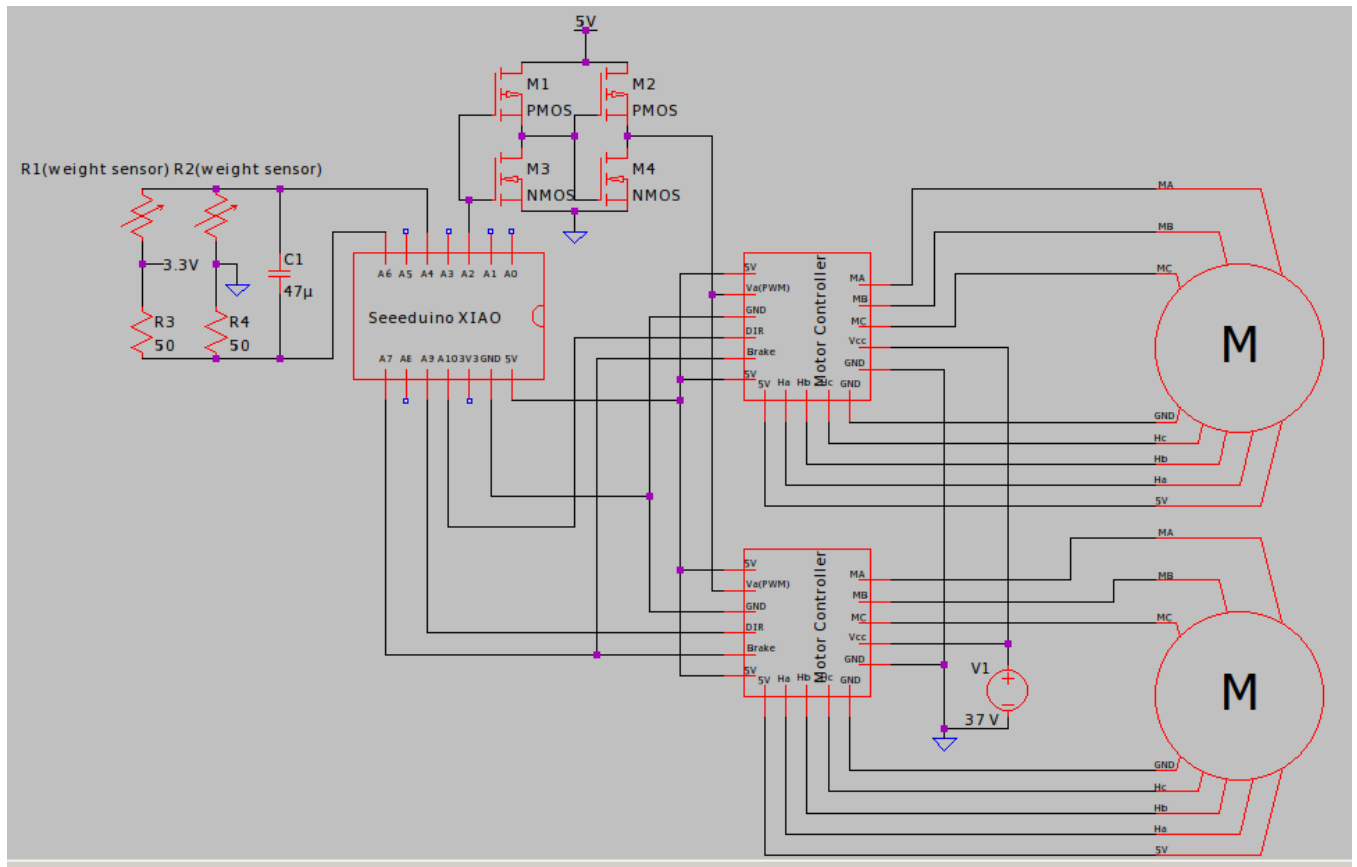 5V
M1
PMOS
M2
PMOS
M3
NMOS
M4
NMOS
R1(weight sensor) R2(weight sensor)
3.3V
C1
47µ
R3
50
R4
50
A6 A5 A4 A3 A2 A1 A0
Seeeduino XIAO
A7 A8 A9 A10 3V3 GND 5V
5V
Va(PWM)
GND
DIR
Brake
5V
Motor Controller
MA
MB
MC
Vcc
GND
5V Ha Hb Hc GND
MA
MB
MC
M
GND
Hc
Hb
Ha
5V
5V
Va(PWM)
GND
DIR
Brake
5V
Motor Controller
MA
MB
MC
Vcc
GND
5V Ha Hb Hc GND
V1
37 V
MA
MB
MC
M
GND
Hc
Hb
Ha
5V